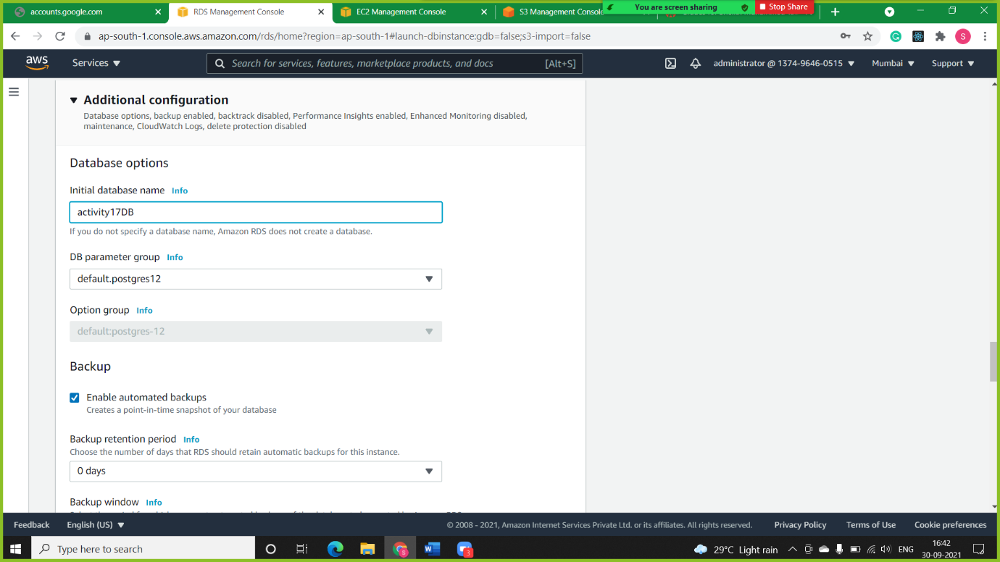 accounts.google.com
RDS Management Console
EC2 Management Console
S3 Management Console
You are screen sharing
Stop Share
ap-south-1.console.aws.amazon.com/rds/home?region=ap-south-1#launch-dbinstance:gdb=false;s3-import=false
S
aws
Services
Search for services, features, marketplace products, and docs
[Alt+S]
administrator @ 1374-9646-0515
Mumbai
Support
Additional configuration
Database options, backup enabled, backtrack disabled, Performance Insights enabled, Enhanced Monitoring disabled,
maintenance, CloudWatch Logs, delete protection disabled
Database options
Initial database name Info
activity17DB
If you do not specify a database name, Amazon RDS does not create a database.
DB parameter group Info
default.postgres12
Option group Info
default:postgres-12
Backup
Enable automated backups
Creates a point-in-time snapshot of your database
Backup retention period Info
Choose the number of days that RDS should retain automatic backups for this instance.
0 days
Backup window Info
Feedback
English (US)
© 2008 - 2021, Amazon Internet Services Private Ltd. or its affiliates. All rights reserved.
Privacy Policy
Terms of Use
Cookie preferences
Type here to search
29°C Light rain
ENG
16:42
30-09-2021